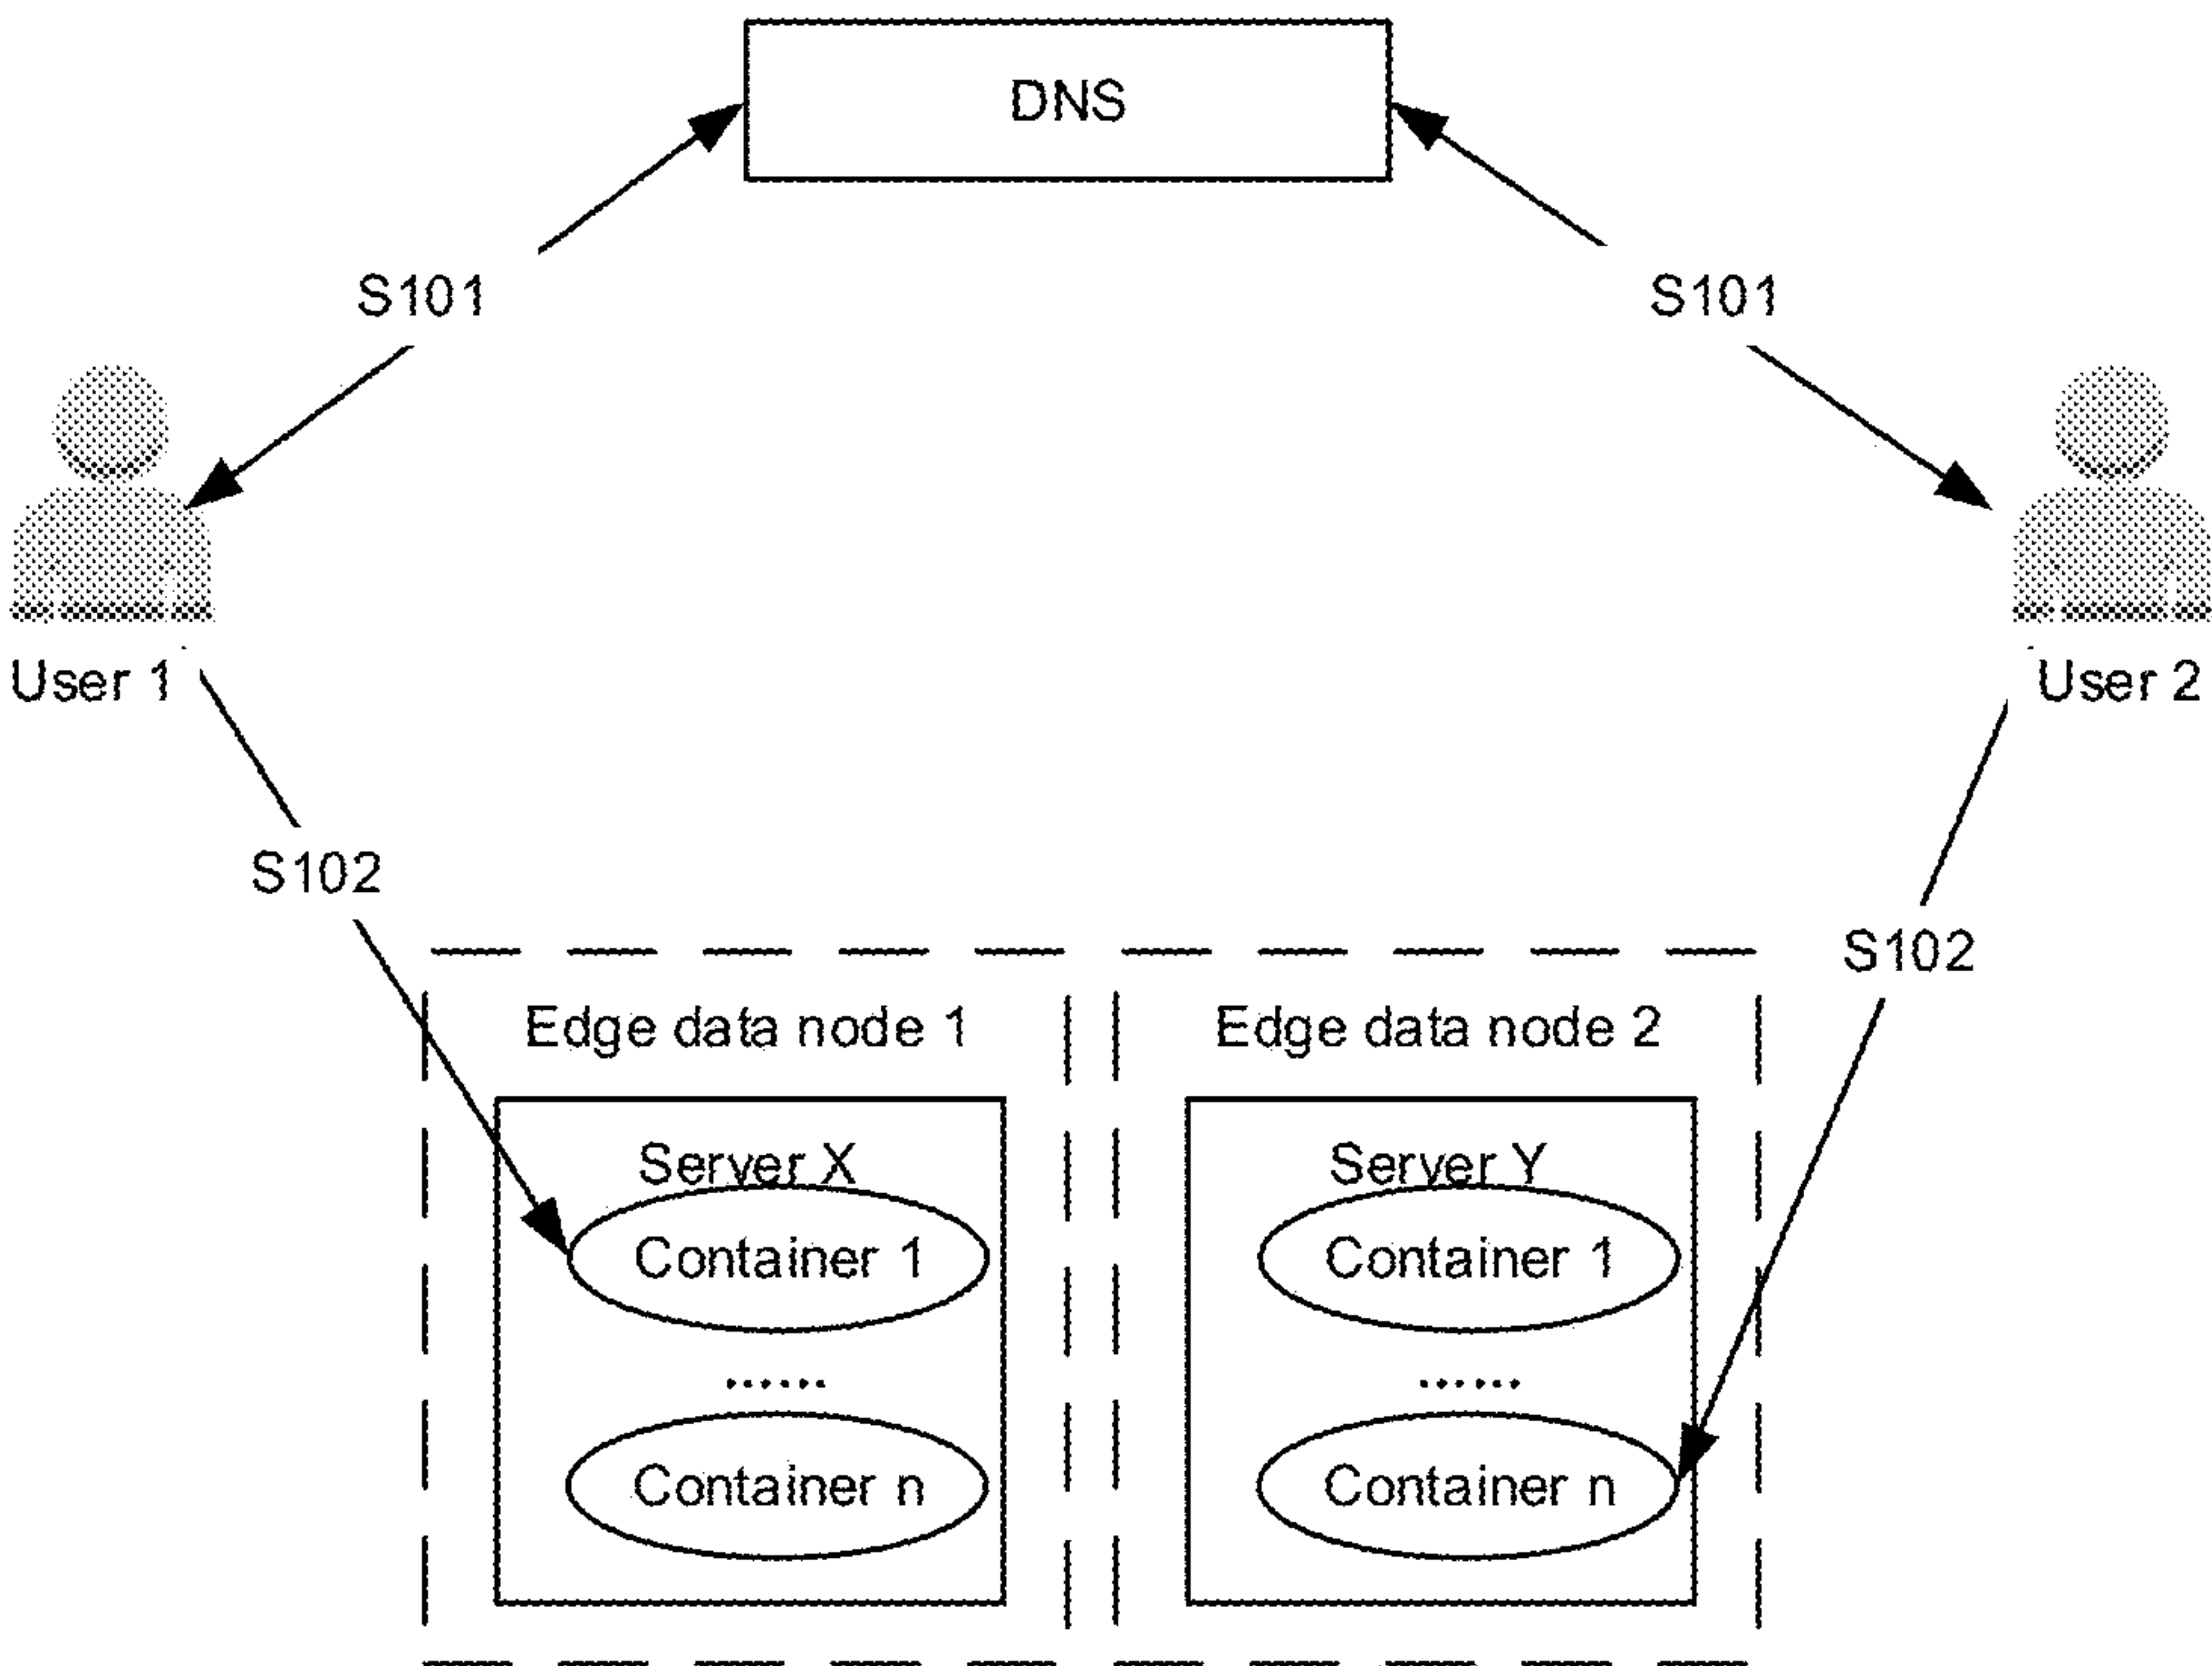 DNS
S101
S101
User 1
User 2
S102
S102
Edge data node 1
Edge data node 2
Server X
Server Y
Container 1
Container 1
......
......
Container n
Container n